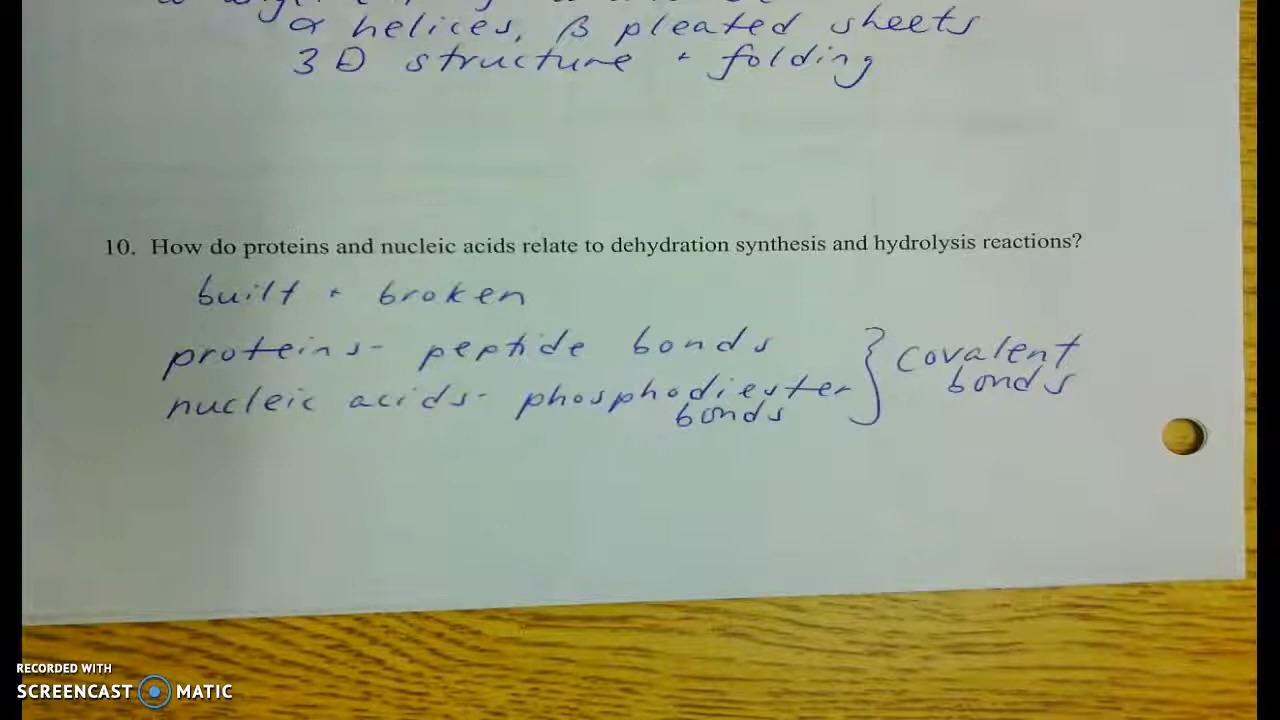 α helices, β pleated sheets
3D structure + folding
10. How do proteins and nucleic acids relate to dehydration synthesis and hydrolysis reactions?
built + broken
proteins- peptide bonds
nucleic acids- phosphodiester
bonds
} covalent
bonds
RECORDED WITH
SCREENCAST MATIC